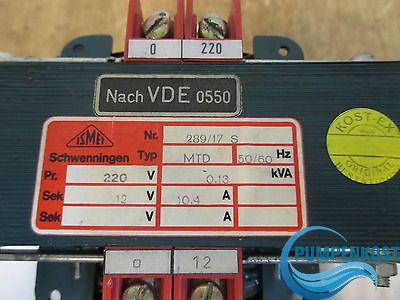 0 220
Nach VDE 0550
ISMET Nr. 289/17 S
Schwenningen Typ MTD 50/60 Hz
Pr. 220 V 0.13 kVA
Sek 12 V 10.4 A
Sek V A
0 12
KOST-EX
ORIGINAL
PUMPENKOST